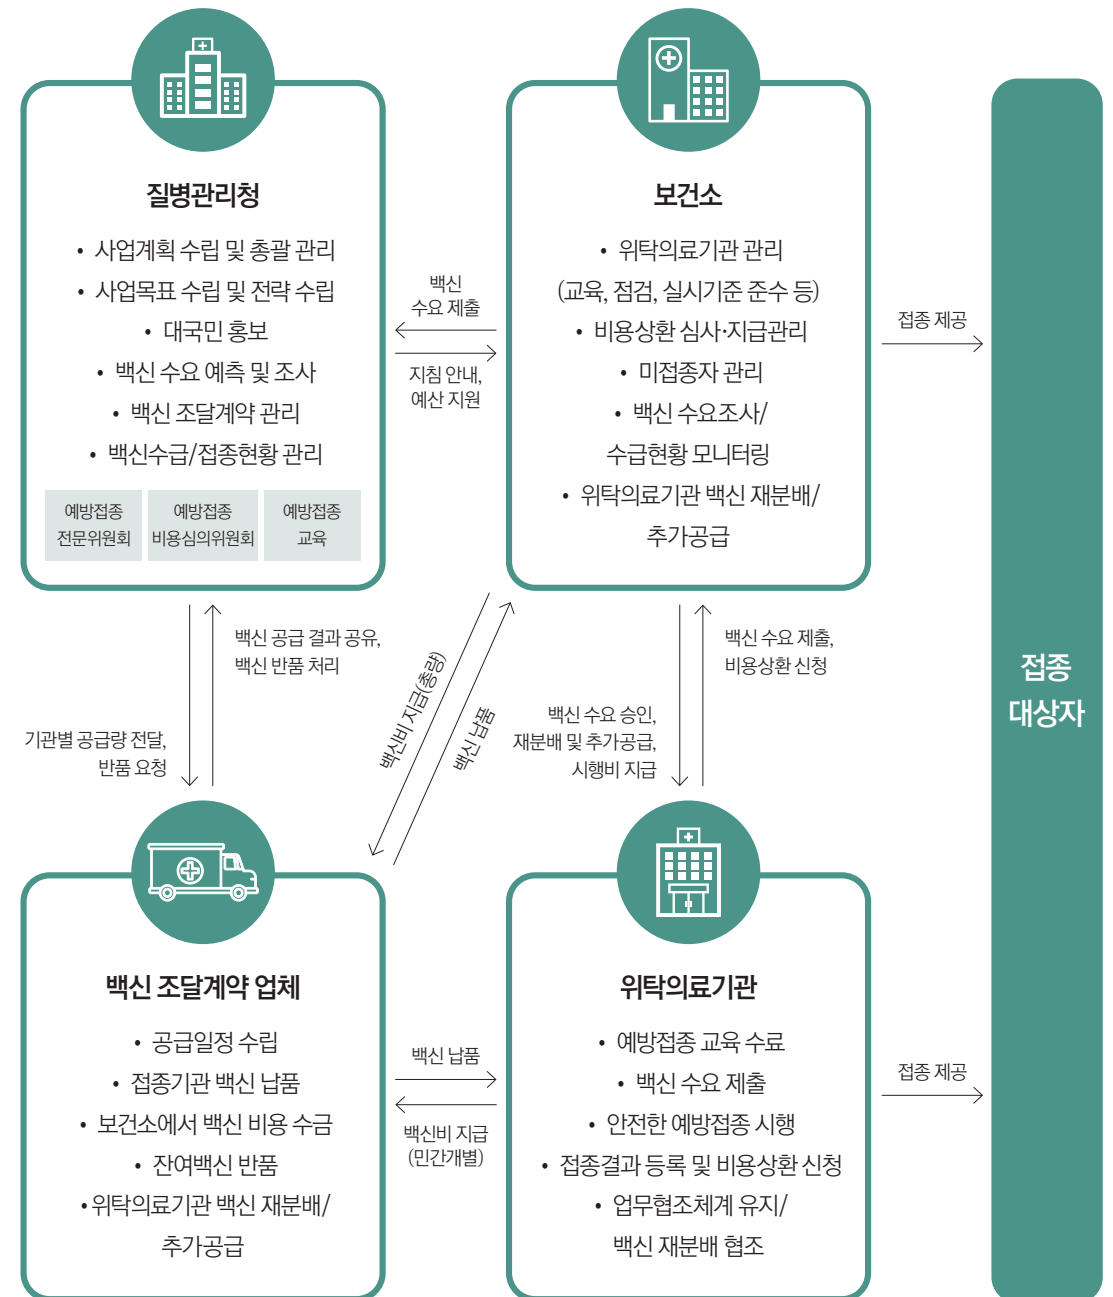 질병관리청
• 사업계획 수립 및 총괄 관리
• 사업목표 수립 및 전략 수립
• 대국민 홍보
• 백신 수요 예측 및 조사
• 백신 조달계약 관리
• 백신수급/접종현황 관리
예방접종
전문위원회
예방접종
비용심의위원회
예방접종
교육
백신
수요 제출
지침 안내,
예산 지원
보건소
• 위탁의료기관 관리
(교육, 점검, 실시기준 준수 등)
• 비용상환 심사·지급관리
• 미접종자 관리
• 백신 수요조사/
수급현황 모니터링
• 위탁의료기관 백신 재분배/
추가공급
접종 제공
접종
대상자
백신 공급 결과 공유,
백신 반품 처리
기관별 공급량 전달,
반품 요청
백신비 지급(총량)
백신 납품
백신 수요 제출,
비용상환 신청
백신 수요 승인,
재분배 및 추가공급,
시행비 지급
백신 조달계약 업체
• 공급일정 수립
• 접종기관 백신 납품
• 보건소에서 백신 비용 수금
• 잔여백신 반품
• 위탁의료기관 백신 재분배/
추가공급
백신 납품
백신비 지급
(민간개별)
위탁의료기관
• 예방접종 교육 수료
• 백신 수요 제출
• 안전한 예방접종 시행
• 접종결과 등록 및 비용상환 신청
• 업무협조체계 유지/
백신 재분배 협조
접종 제공